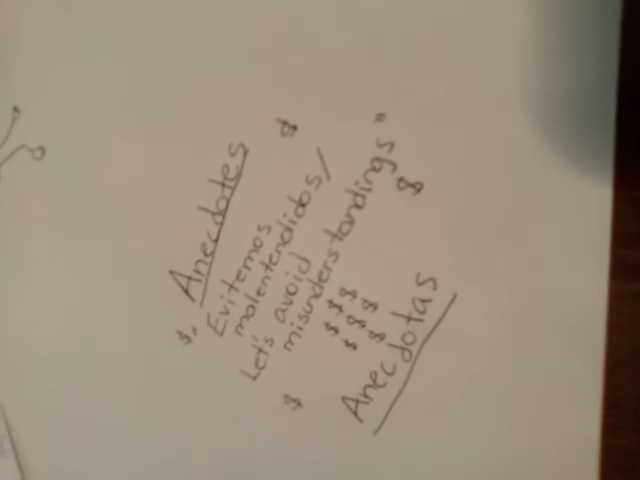 Anecdotes
$ " Evitemos $
malentendidos/
Let's avoid
misunderstandings "
$ $ $ $ $
$ $ $
Anecdotas